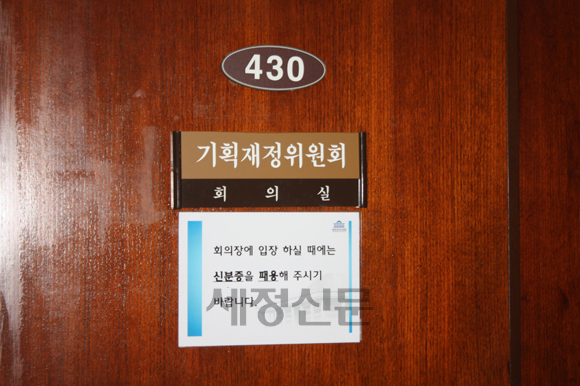 430
기획재정위원회
회 의 실
회의장에 입장 하실 때에는
신분증을 패용해 주시기
바랍니다.
세정신문